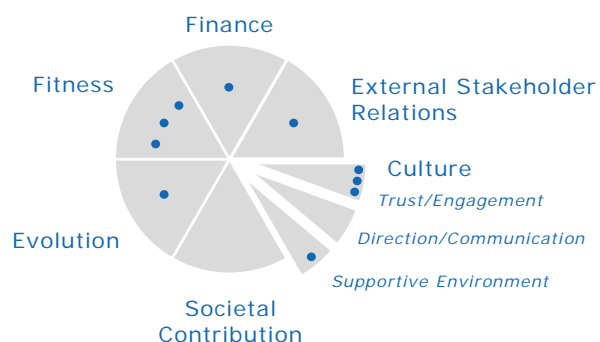 Finance
Fitness
External Stakeholder
Relations
Culture
Trust/Engagement
Direction/Communication
Supportive Environment
Evolution
Societal
Contribution